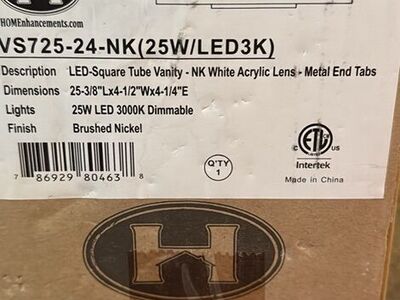 HOMEnhancements.com
VS725-24-NK(25W/LED3K)
Description LED-Square Tube Vanity - NK White Acrylic Lens - Metal End Tabs
Dimensions 25-3/8"Lx4-1/2"Wx4-1/4"E
Lights 25W LED 3000K Dimmable
Finish Brushed Nickel
7 86929 80463 8
Q'TY
1
ETL
Intertek
Made in China
H